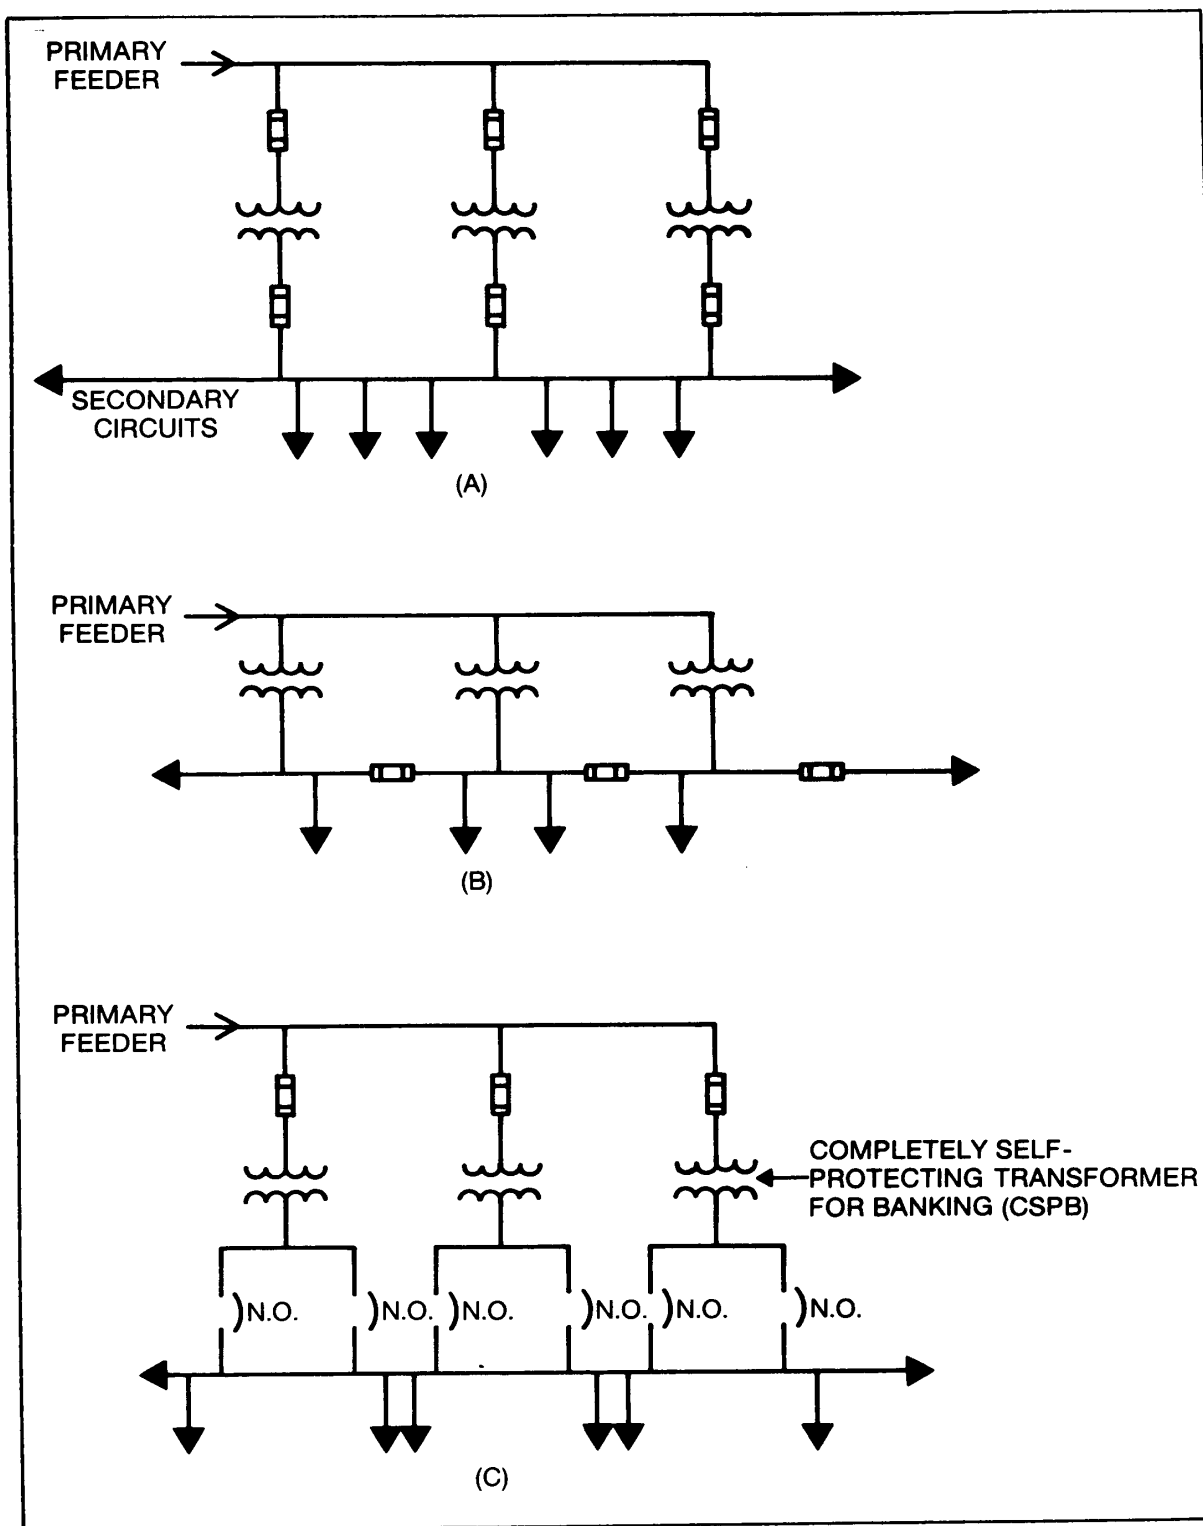 PRIMARY
FEEDER
SECONDARY
CIRCUITS
(A)
PRIMARY
FEEDER
(B)
PRIMARY
FEEDER
COMPLETELY SELF-
PROTECTING TRANSFORMER
FOR BANKING (CSPB)
N.O. N.O. N.O. N.O. N.O. N.O.
(C)